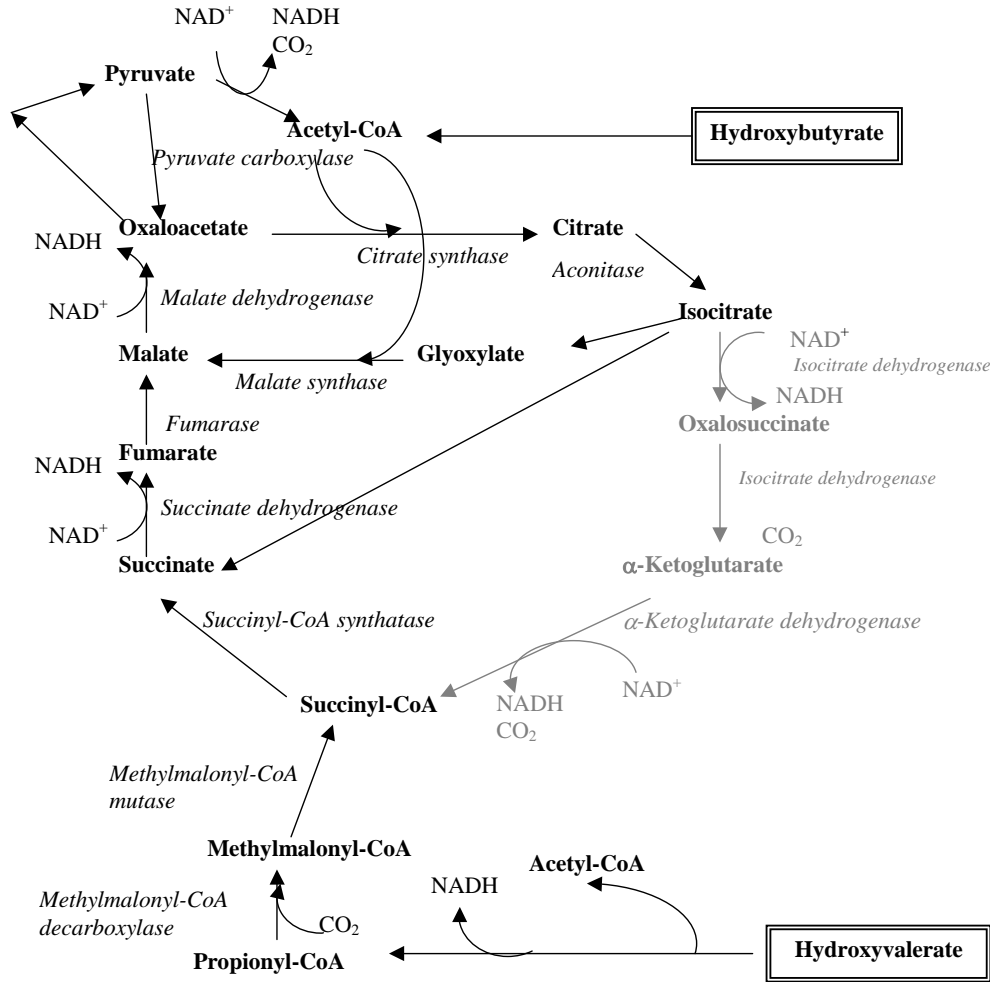 NAD⁺ NADH
CO₂
Pyruvate
Acetyl-CoA
Hydroxybutyrate
Pyruvate carboxylase
Oxaloacetate
Citrate
NADH
Citrate synthase
Aconitase
Malate dehydrogenase
NAD⁺
Isocitrate
NAD⁺
Malate
Glyoxylate
Isocitrate dehydrogenase
Malate synthase
NADH
Fumarase
Oxalosuccinate
Fumarate
NADH
Isocitrate dehydrogenase
Succinate dehydrogenase
NAD⁺
CO₂
Succinate
α-Ketoglutarate
Succinyl-CoA synthatase
α-Ketoglutarate dehydrogenase
NAD⁺
Succinyl-CoA
NADH
CO₂
Methylmalonyl-CoA
mutase
Methylmalonyl-CoA
Acetyl-CoA
NADH
Methylmalonyl-CoA
decarboxylase
CO₂
Hydroxyvalerate
Propionyl-CoA